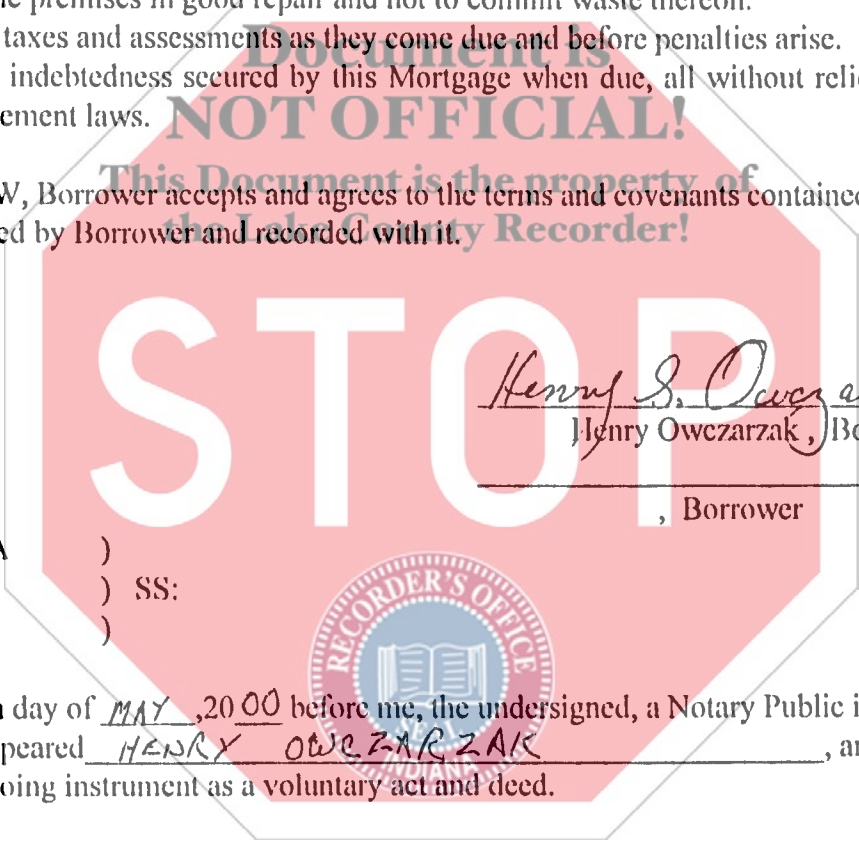 premises in good repair and not to commit waste thereon.
taxes and assessments as they come due and before penalties arise.
Document is
indebtedness secured by this Mortgage when due, all without
ement laws.
NOT OFFICIAL!
This Document is the property of
W, Borrower accepts and agrees to the terms and covenants contained
the Lake County Recorder!
ed by Borrower and recorded with it.
STOP
Henry S. Owcza
Henry Owczarzak , Bo
, Borrower
A )
) SS:
)
RECORDER'S OFFICE
SEAL
INDIANA
day of MAY ,2000 before me, the undersigned, a Notary Public i
peared HENRY OWCZARZAK , an
oing instrument as a voluntary act and deed.